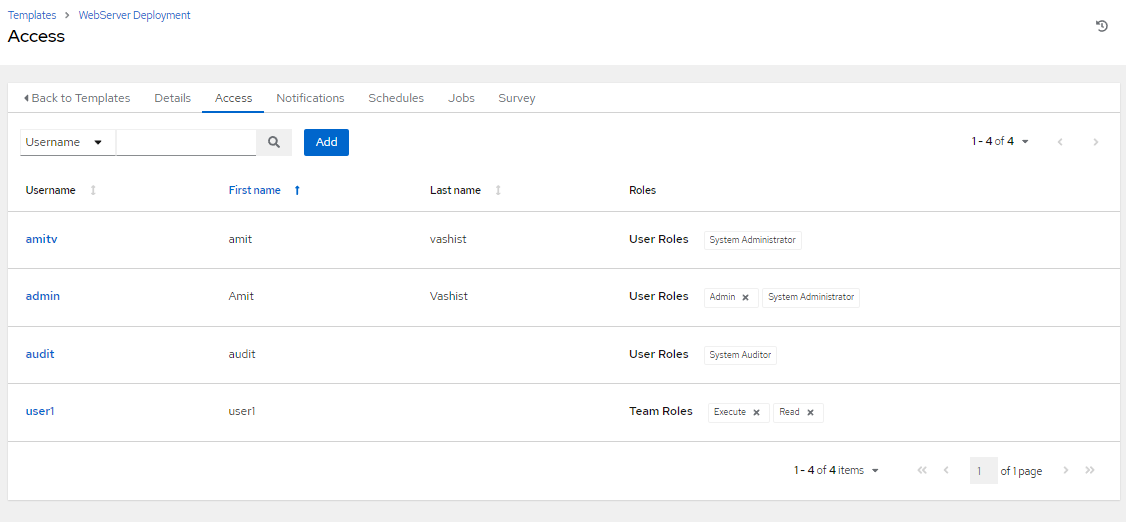 Templates > WebServer Deployment
Access
Back to Templates Details Access Notifications Schedules Jobs Survey
Username Add 1 - 4 of 4
Username First name Last name Roles
amitv amit vashist User Roles System Administrator
admin Amit Vashist User Roles Admin System Administrator
audit audit User Roles System Auditor
user1 user1 Team Roles Execute Read
1 - 4 of 4 items 1 of 1 page